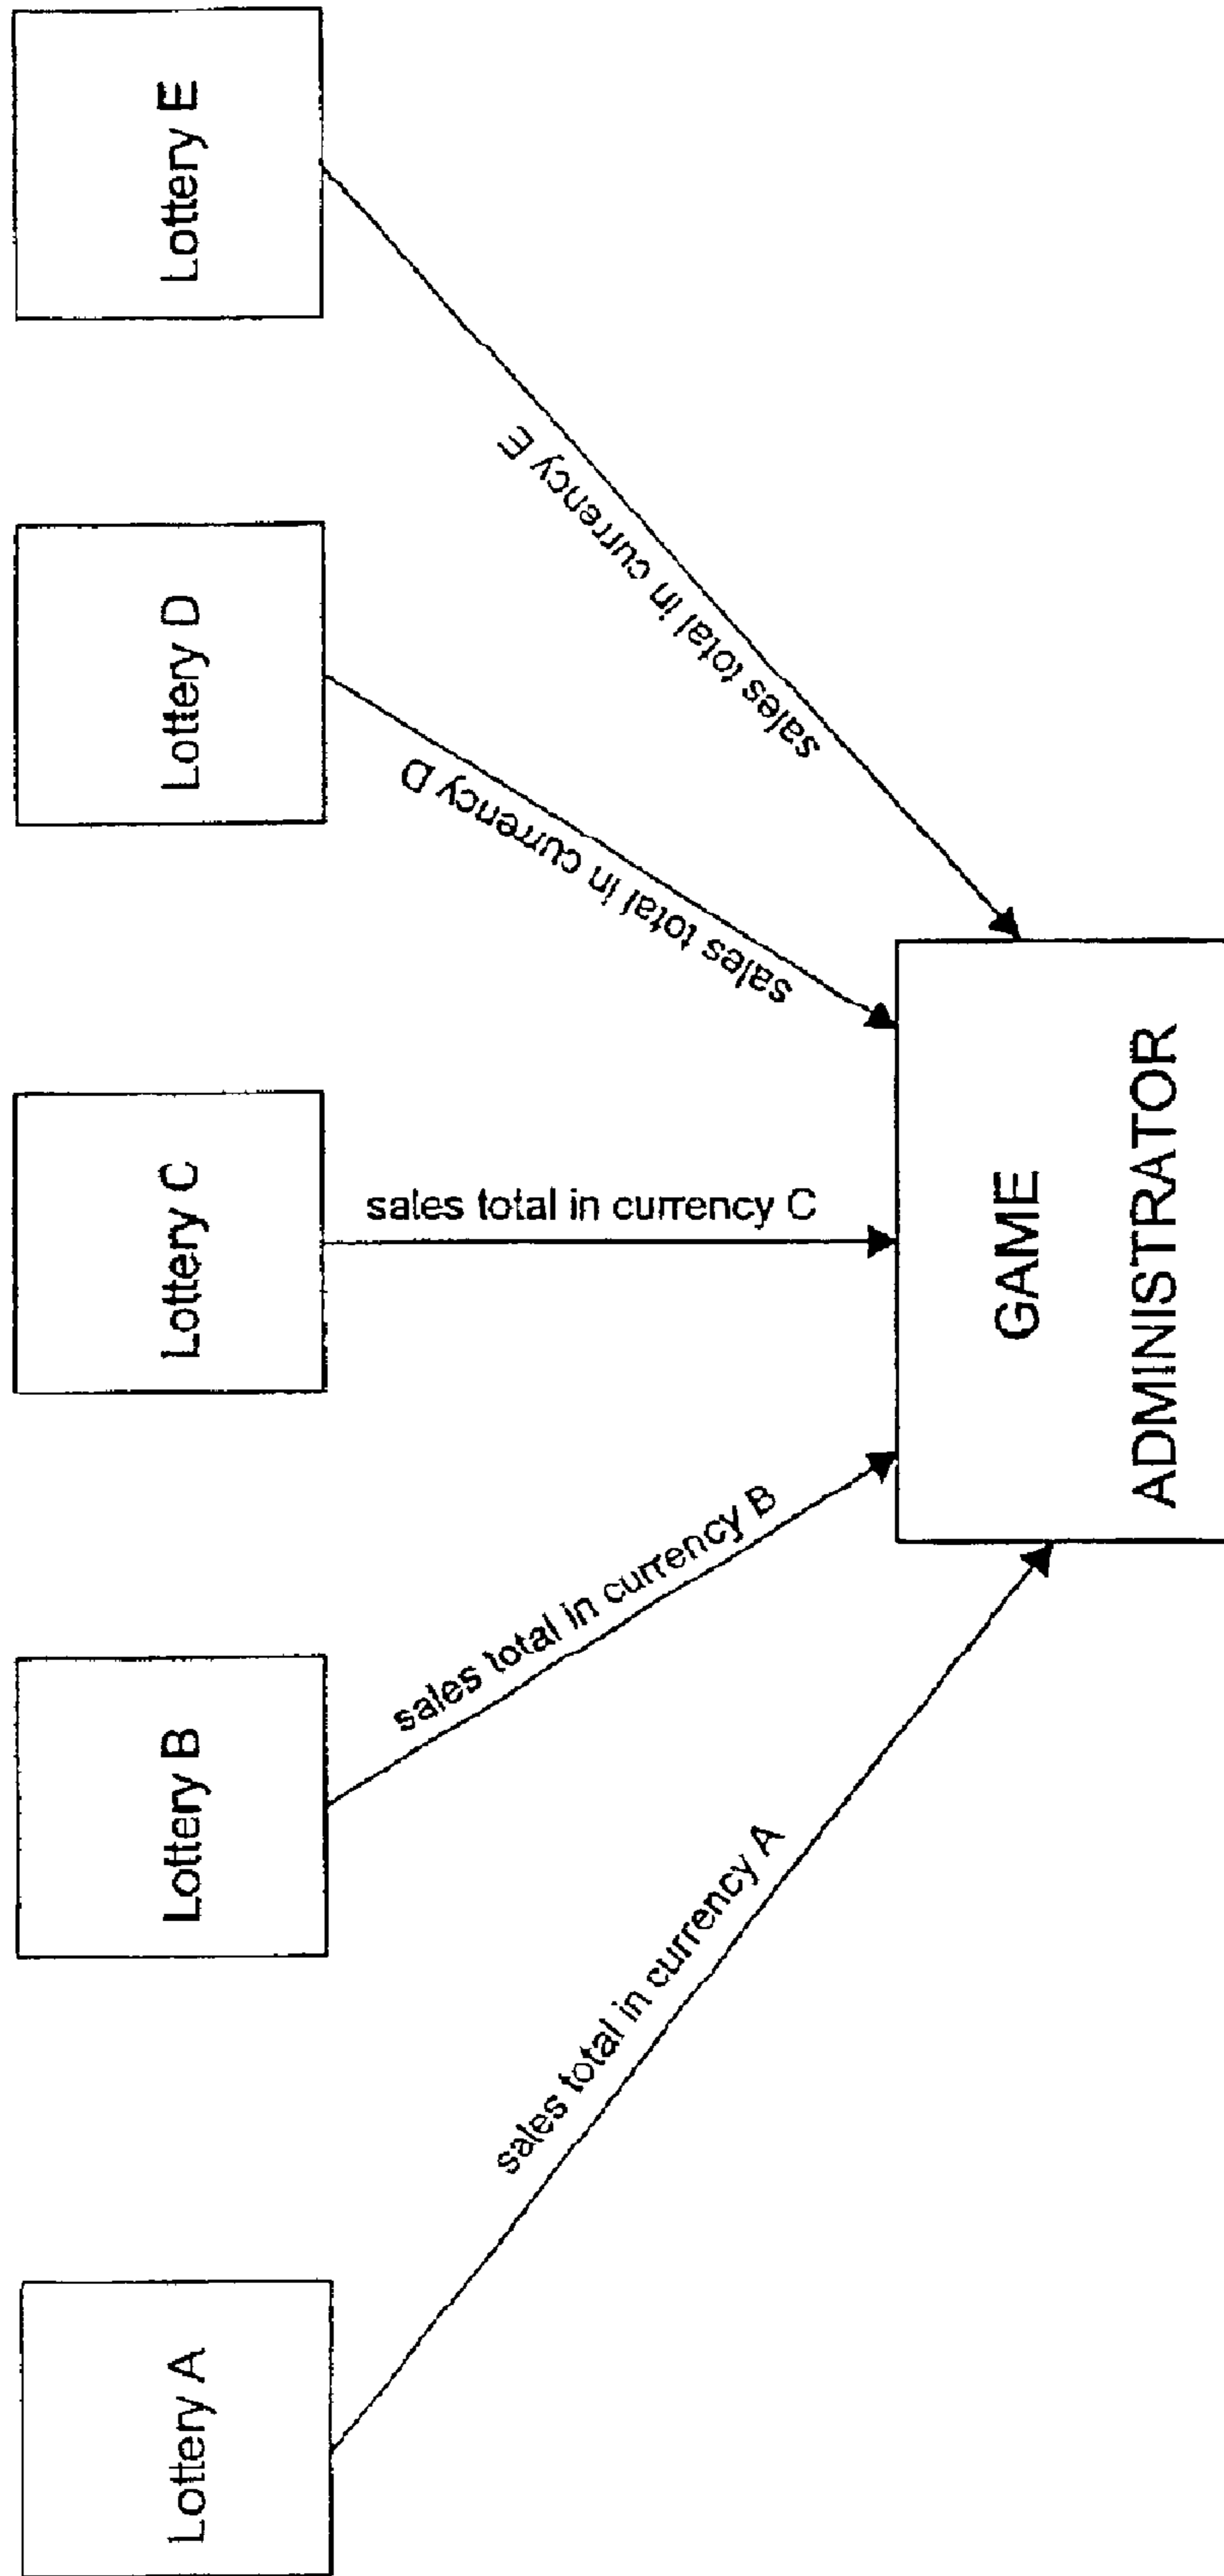 Lottery A
Lottery B
Lottery C
Lottery D
Lottery E
sales total in currency A
sales total in currency B
sales total in currency C
sales total in currency D
sales total in currency E
GAME
ADMINISTRATOR